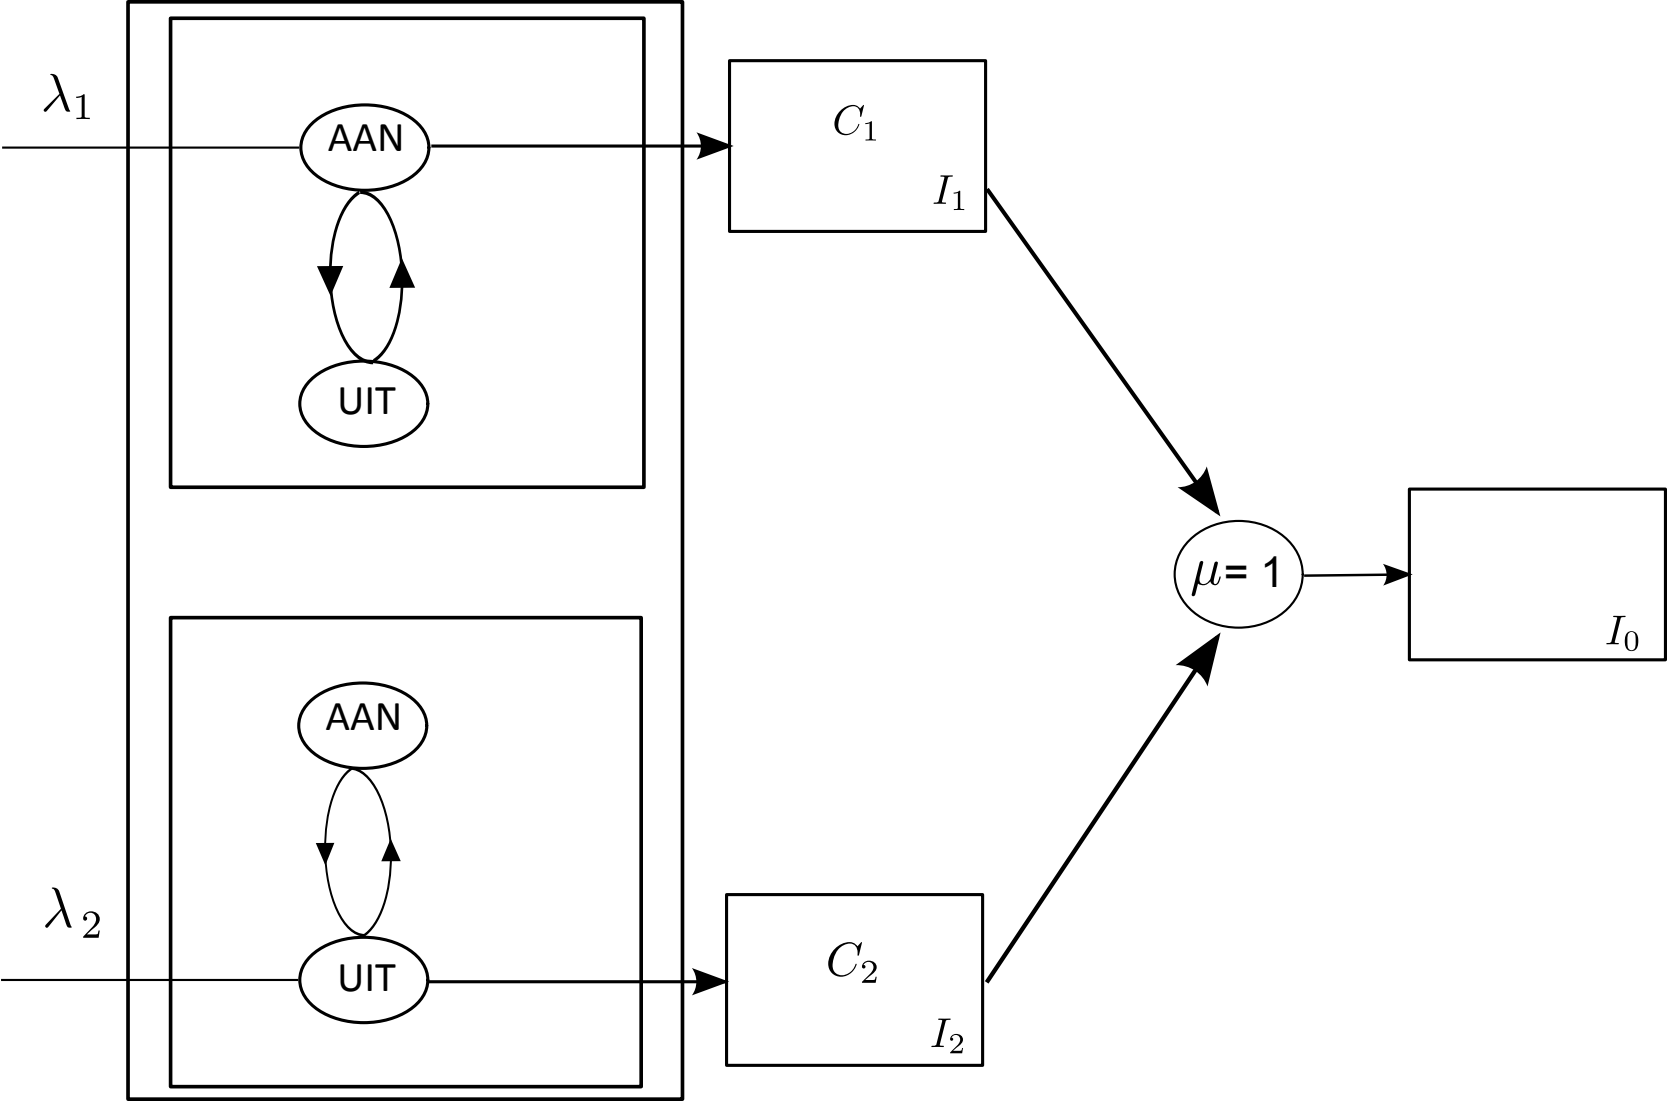 λ₁
AAN
UIT
C₁
I₁
μ= 1
I₀
AAN
UIT
λ₂
C₂
I₂